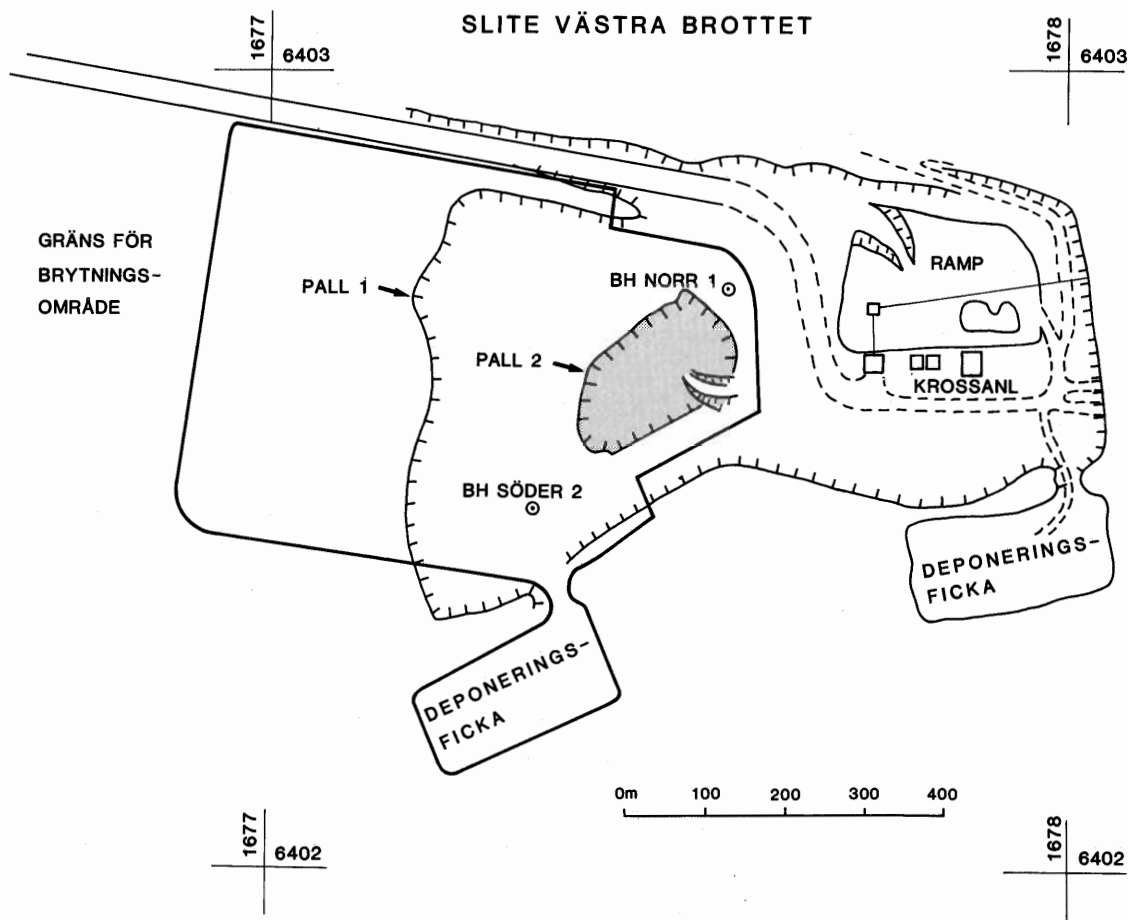 SLITE VÄSTRA BROTTET
1677
6403
1678
6403
GRÄNS FÖR
BRYTNINGS-
OMRÅDE
PALL 1
BH NORR 1
RAMP
PALL 2
KROSSANL
BH SÖDER 2
DEPONERINGS-
FICKA
DEPONERINGS-
FICKA
0m 100 200 300 400
1677
6402
1678
6402